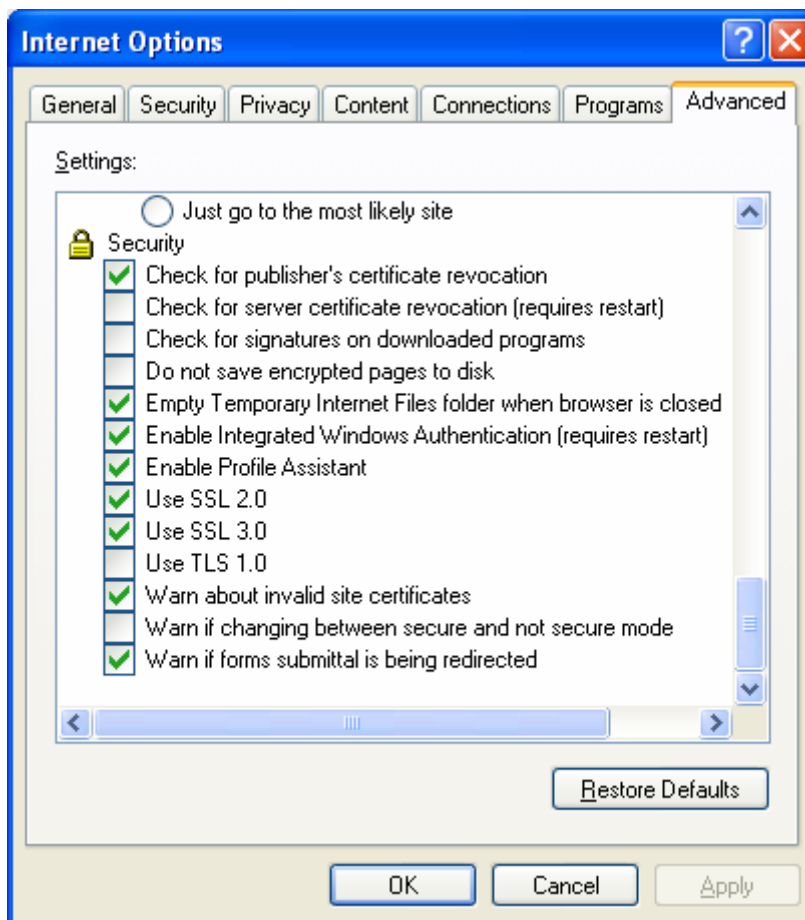 Internet Options
General Security Privacy Content Connections Programs Advanced
Settings:
Just go to the most likely site
Security
Check for publisher's certificate revocation
Check for server certificate revocation (requires restart)
Check for signatures on downloaded programs
Do not save encrypted pages to disk
Empty Temporary Internet Files folder when browser is closed
Enable Integrated Windows Authentication (requires restart)
Enable Profile Assistant
Use SSL 2.0
Use SSL 3.0
Use TLS 1.0
Warn about invalid site certificates
Warn if changing between secure and not secure mode
Warn if forms submittal is being redirected
Restore Defaults
OK Cancel Apply